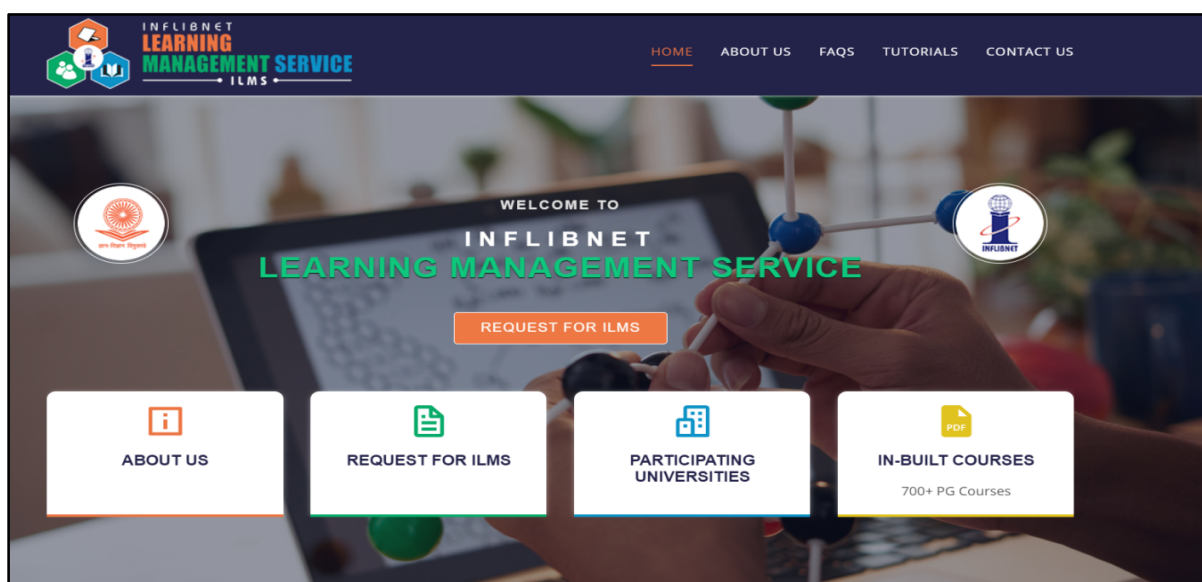 INFLIBNET
LEARNING
MANAGEMENT SERVICE
ILMS
HOME ABOUT US FAQS TUTORIALS CONTACT US
WELCOME TO
INFLIBNET
LEARNING MANAGEMENT SERVICE
ज्ञान-विज्ञान विमुक्तये
INFLIBNET
REQUEST FOR ILMS
ABOUT US
REQUEST FOR ILMS
PARTICIPATING
UNIVERSITIES
PDF
IN-BUILT COURSES
700+ PG Courses